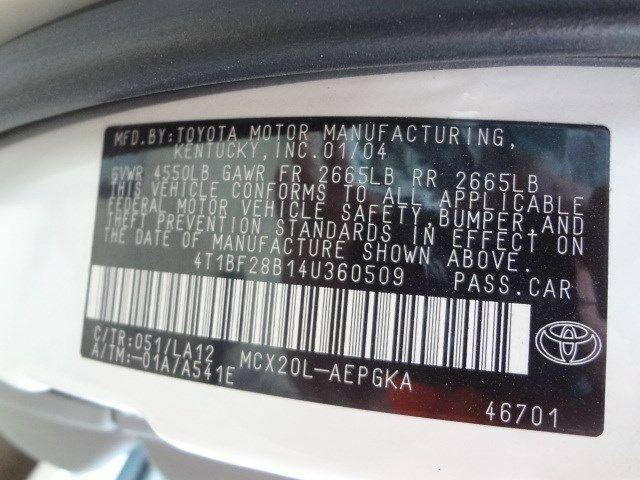 MFD.BY:TOYOTA MOTOR MANUFACTURING,
KENTUCKY,INC.01/04
GVWR 4550LB GAWR FR 2665LB RR 2665LB
THIS VEHICLE CONFORMS TO ALL APPLICABLE
FEDERAL MOTOR VEHICLE SAFETY,BUMPER,AND
THEFT PREVENTION STANDARDS IN EFFECT ON
THE DATE OF MANUFACTURE SHOWN ABOVE.
4T1BF28B14U360509 PASS.CAR
C/TR:051/LA12 MCX20L-AEPGKA
A/TM:-01A/A541E
46701